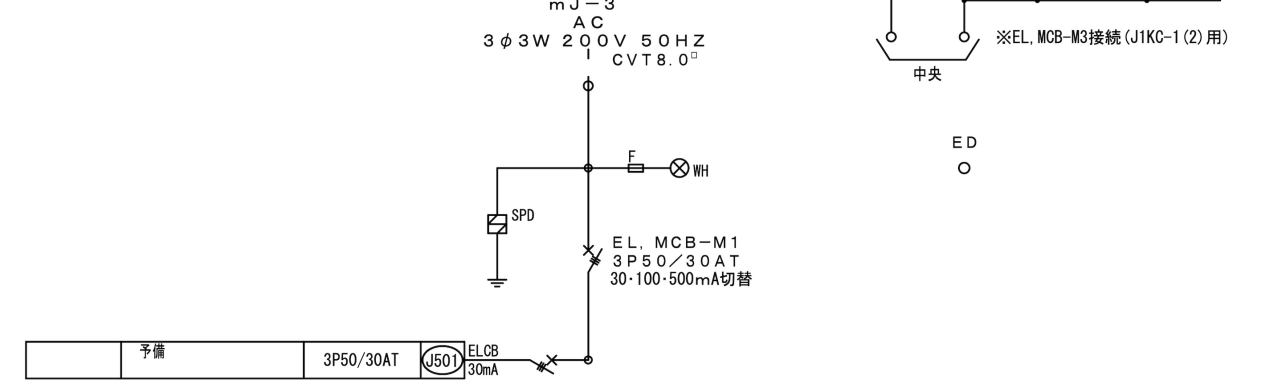 mJ-3
AC
3φ3W 200V 50HZ
CVT8.0□
※EL,MCB-M3接続(J1KC-1(2)用)
中央
ED
F
WH
SPD
EL, MCB-M1
3P50/30AT
30・100・500mA切替
予備
3P50/30AT
J501
ELCB
30mA